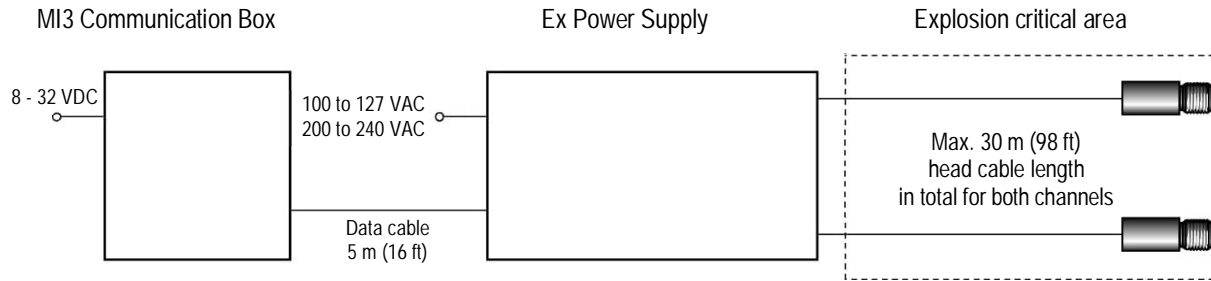 MI3 Communication Box
Ex Power Supply
Explosion critical area
8 - 32 VDC
100 to 127 VAC
200 to 240 VAC
Data cable
5 m (16 ft)
Max. 30 m (98 ft)
head cable length
in total for both channels